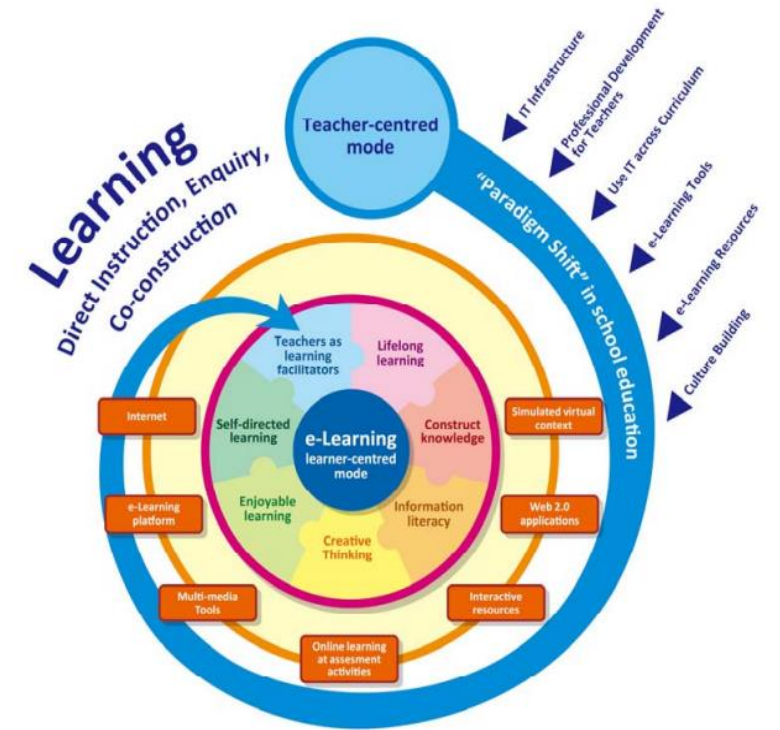 Teacher-centred
mode
IT Infrastructure
Professional Development
for Teachers
Use IT across Curriculum
e-Learning Tools
e-Learning Resources
Culture Building
"Paradigm Shift" in school education
Learning
Direct Instruction, Enquiry,
Co-construction
Teachers as
learning
facilitators
Lifelong
learning
Construct
knowledge
Information
literacy
Creative
Thinking
Enjoyable
learning
Self-directed
learning
e-Learning
learner-centred
mode
Internet
e-Learning
platform
Multi-media
Tools
Online learning
at assesment
activities
Interactive
resources
Web 2.0
applications
Simulated virtual
context